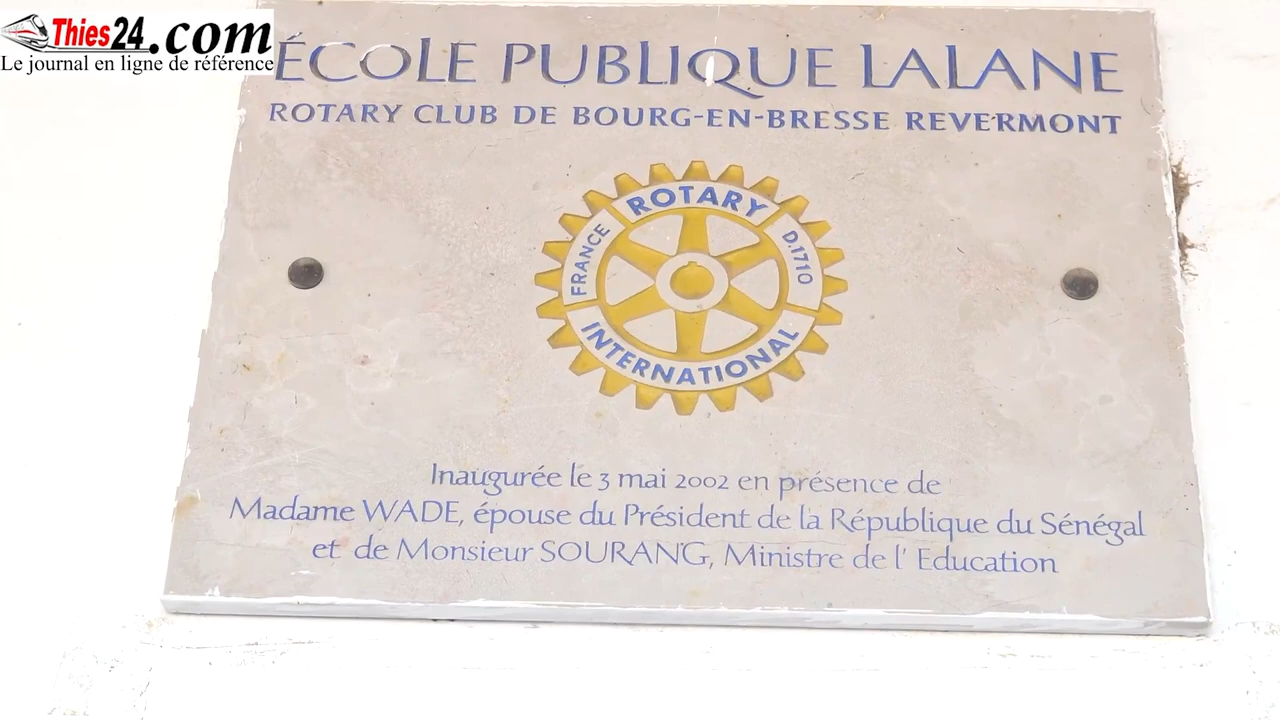 Thies24.com
Le journal en ligne de référence
ÉCOLE PUBLIQUE LALANE
ROTARY CLUB DE BOURG-EN-BRESSE REVERMONT
ROTARY
FRANCE
D.1710
INTERNATIONAL
Inaugurée le 3 mai 2002 en présence de
Madame WADE, épouse du Président de la République du Sénégal
et de Monsieur SOURANG, Ministre de l' Education